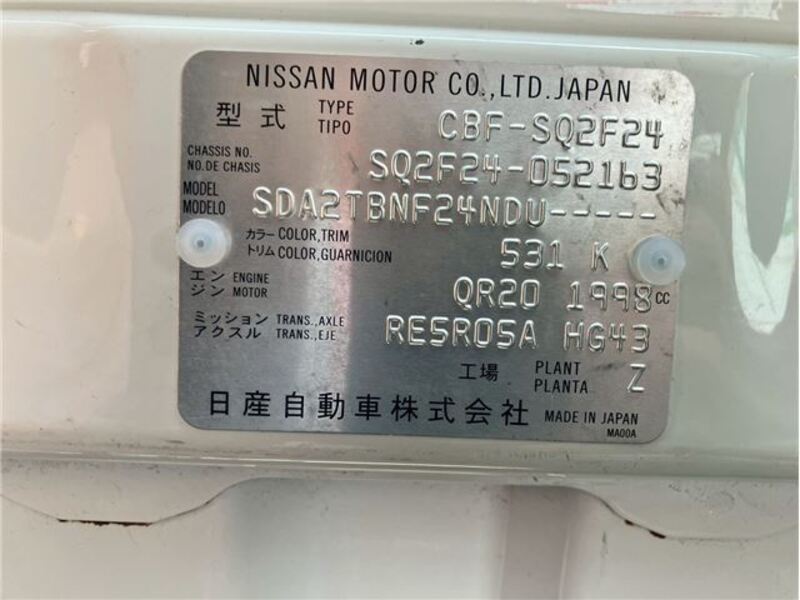 NISSAN MOTOR CO.,LTD.JAPAN
型式 TYPE TIPO CBF-SQ2F24
CHASSIS NO. NO.DE CHASIS SQ2F24-052163
MODEL MODELO SDA2TBNF24NDU-----
カラー COLOR,TRIM
トリム COLOR,GUARNICION 531 K
エンジン ENGINE MOTOR QR20 1998 CC
ミッション TRANS.,AXLE
アクスル TRANS.,EJE RE5R05A HG43
工場 PLANT PLANTA Z
日産自動車株式会社 MADE IN JAPAN
MA00A